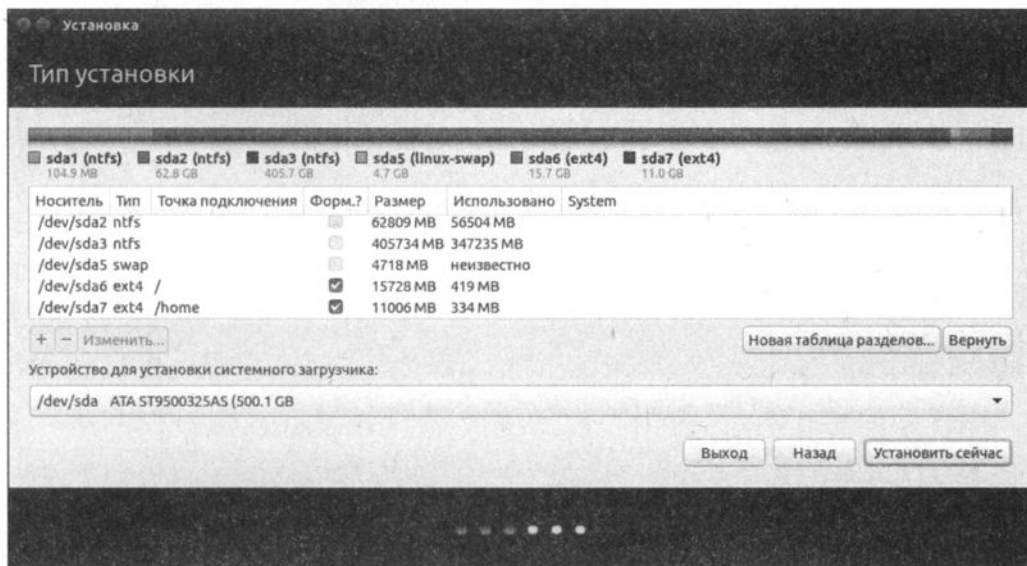 Установка
Тип установки
sda1 (ntfs) sda2 (ntfs) sda3 (ntfs) sda5 (linux-swap) sda6 (ext4) sda7 (ext4)
104.9 MB 62.8 GB 405.7 GB 4.7 GB 15.7 GB 11.0 GB
Носитель Тип Точка подключения Форм.? Размер Использовано System
/dev/sda2 ntfs 62809 MB 56504 MB
/dev/sda3 ntfs 405734 MB 347235 MB
/dev/sda5 swap 4718 MB неизвестно
/dev/sda6 ext4 / 15728 MB 419 MB
/dev/sda7 ext4 /home 11006 MB 334 MB
+ − Изменить... Новая таблица разделов... Вернуть
Устройство для установки системного загрузчика:
/dev/sda ATA ST9500325AS (500.1 GB
Выход Назад Установить сейчас